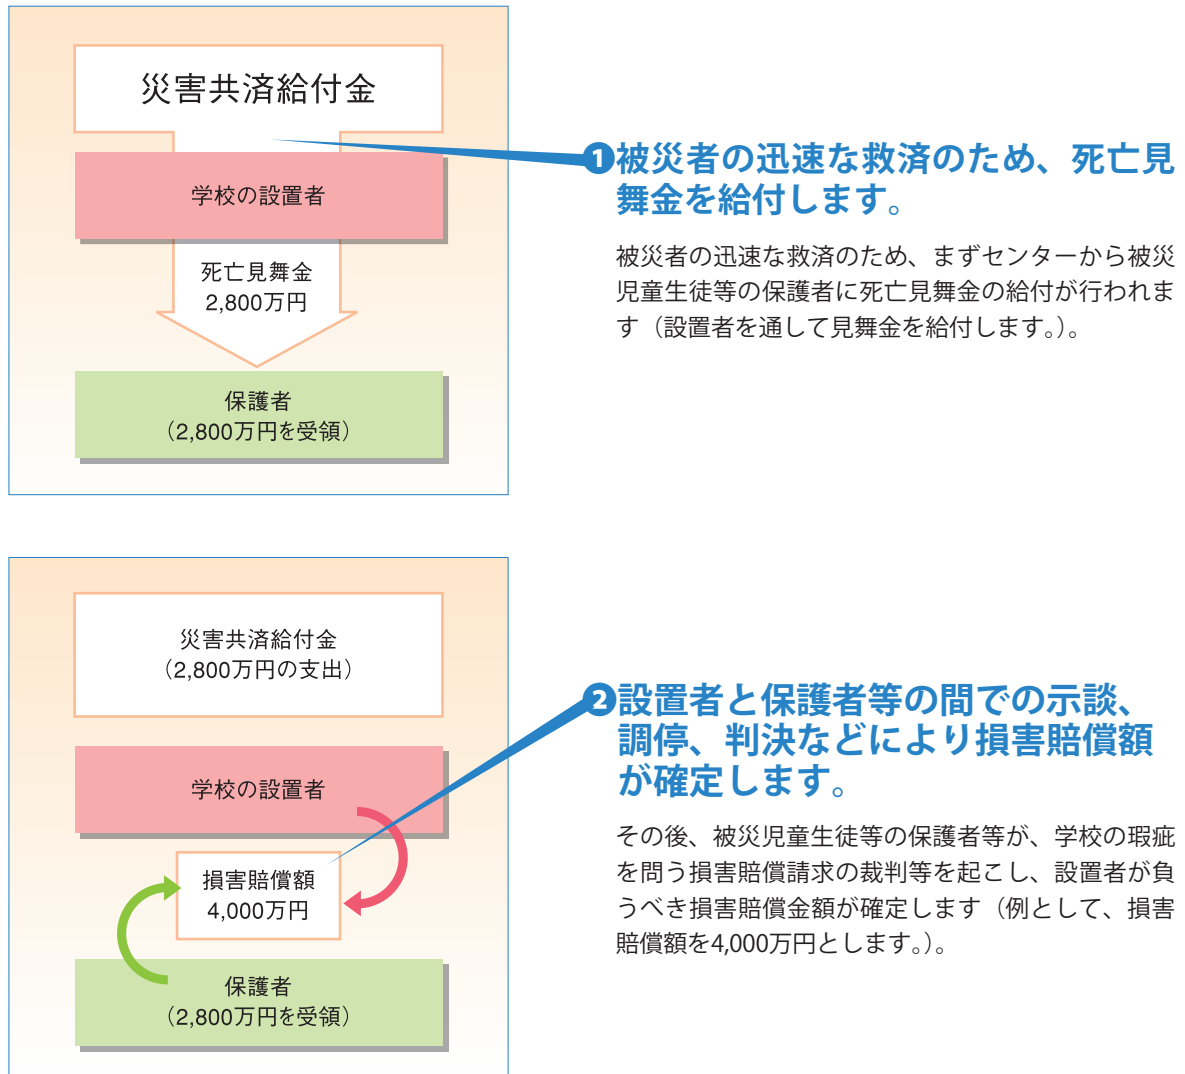 災害共済給付金
学校の設置者
死亡見舞金
2,800万円
保護者
（2,800万円を受領）
❶被災者の迅速な救済のため、死亡見
舞金を給付します。
被災者の迅速な救済のため、まずセンターから被災
児童生徒等の保護者に死亡見舞金の給付が行われま
す（設置者を通して見舞金を給付します。）。
災害共済給付金
（2,800万円の支出）
学校の設置者
損害賠償額
4,000万円
保護者
（2,800万円を受領）
❷設置者と保護者等の間での示談、
調停、判決などにより損害賠償額
が確定します。
その後、被災児童生徒等の保護者等が、学校の瑕疵
を問う損害賠償請求の裁判等を起こし、設置者が負
うべき損害賠償金額が確定します（例として、損害
賠償額を4,000万円とします。）。